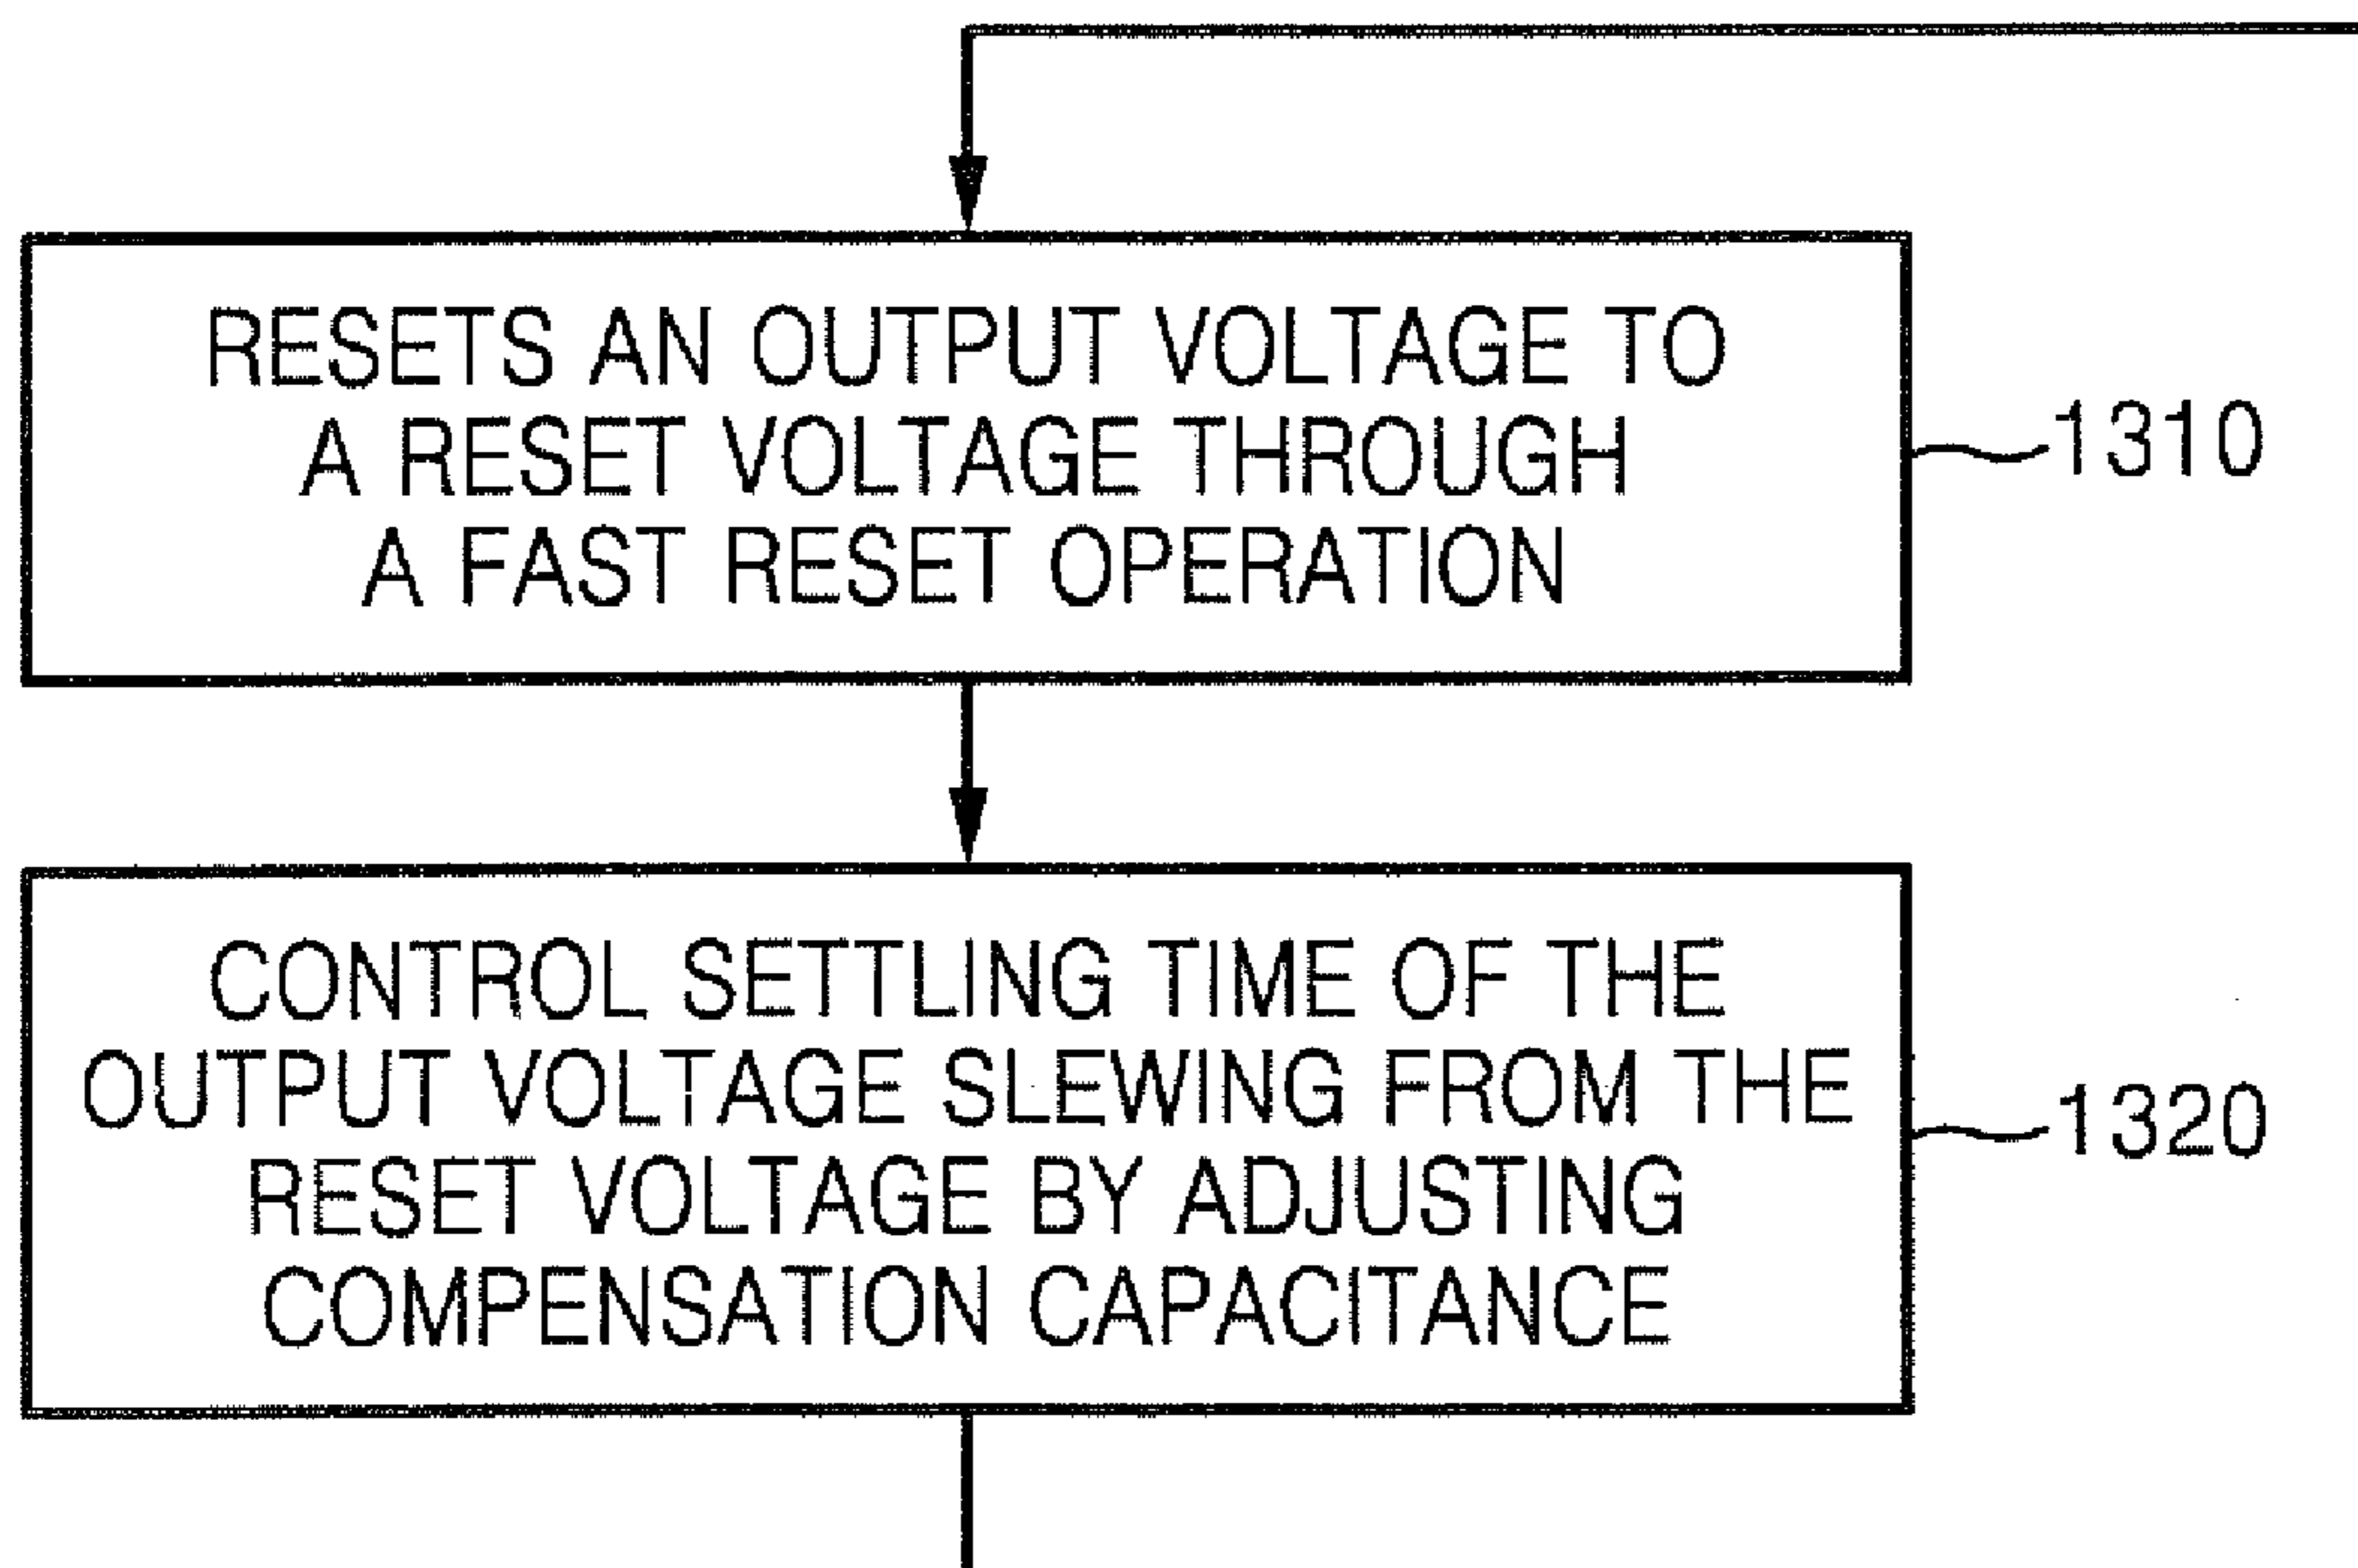 RESETS AN OUTPUT VOLTAGE TO
A RESET VOLTAGE THROUGH
A FAST RESET OPERATION
1310
CONTROL SETTLING TIME OF THE
OUTPUT VOLTAGE SLEWING FROM THE
RESET VOLTAGE BY ADJUSTING
COMPENSATION CAPACITANCE
1320